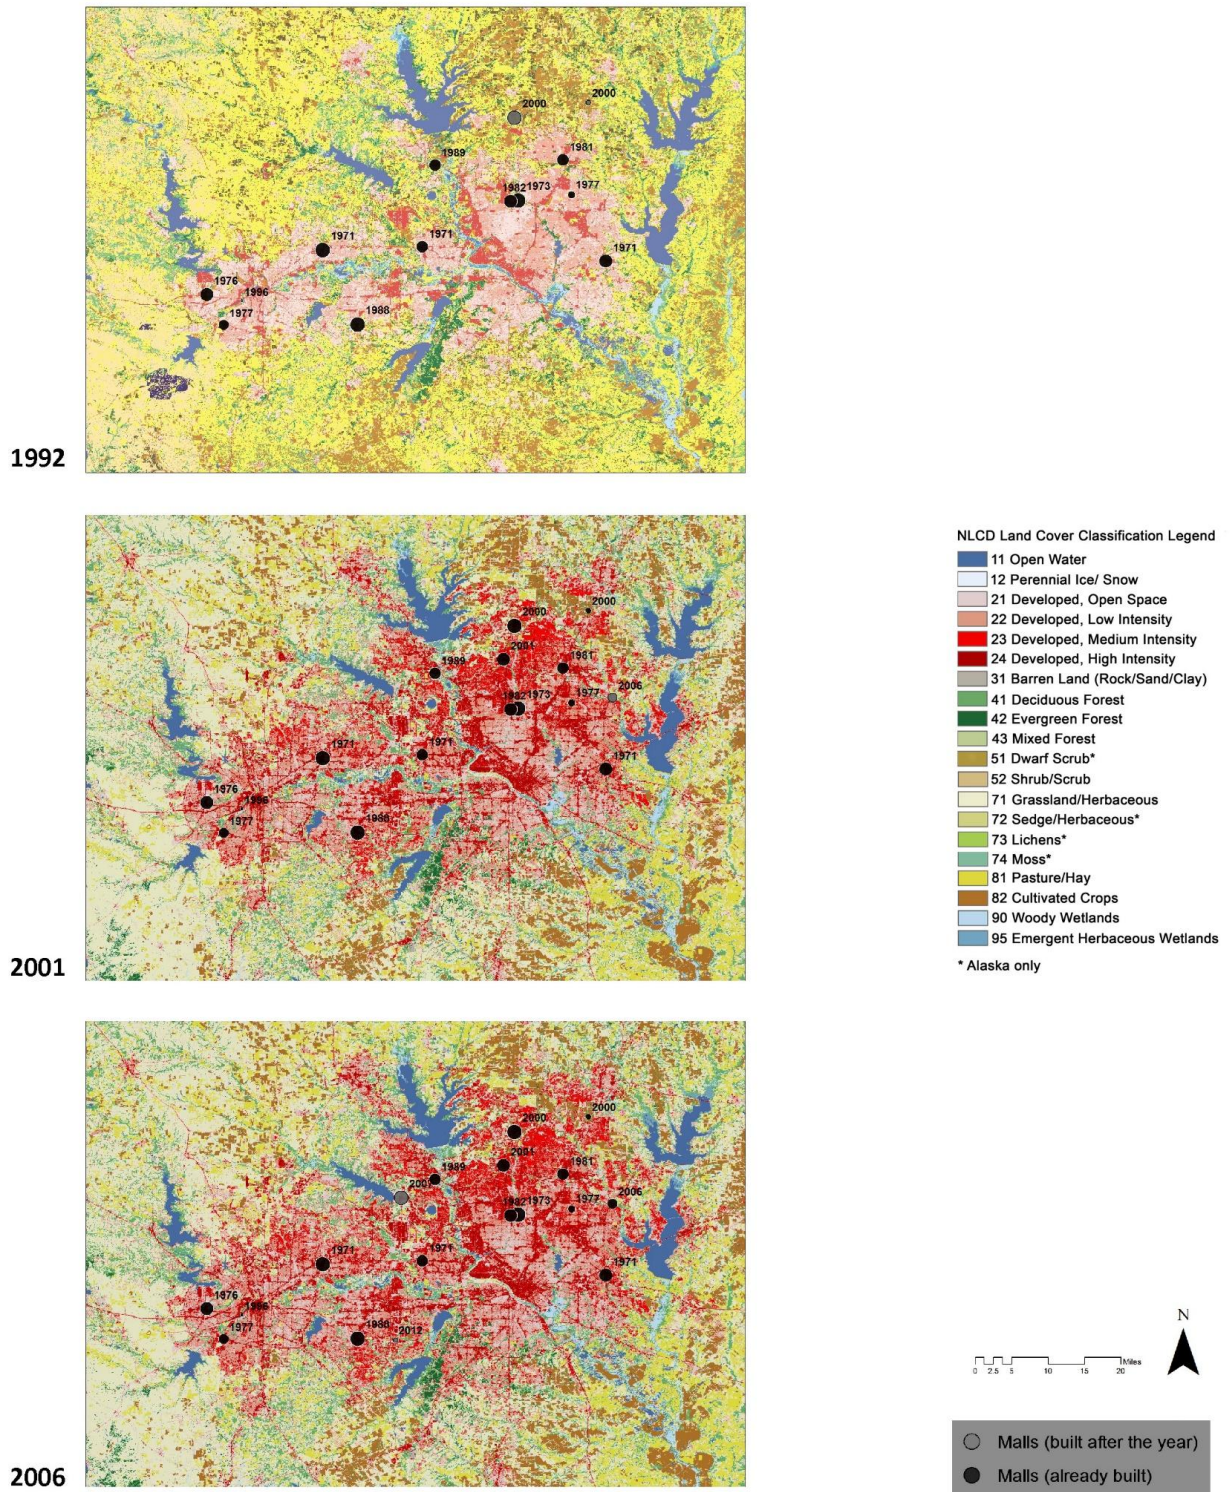 2000
2000
1989
1981
1982 1973
1977
1971
1971
1971
1976
1996
1977
1988
1992
NLCD Land Cover Classification Legend
11 Open Water
12 Perennial Ice/ Snow
21 Developed, Open Space
22 Developed, Low Intensity
23 Developed, Medium Intensity
24 Developed, High Intensity
31 Barren Land (Rock/Sand/Clay)
41 Deciduous Forest
42 Evergreen Forest
43 Mixed Forest
51 Dwarf Scrub*
52 Shrub/Scrub
71 Grassland/Herbaceous
72 Sedge/Herbaceous*
73 Lichens*
74 Moss*
81 Pasture/Hay
82 Cultivated Crops
90 Woody Wetlands
95 Emergent Herbaceous Wetlands
* Alaska only
2000
2000
2001
1989
1981
2006
1982 1973
1977
1971
1971
1971
1976
1996
1977
1988
2001
2000
2000
2001
1989
1981
2006
1982 1973
1977
1971
1971
1971
1976
1996
1977
1988
2012
2006
N
Miles
0 2.5 5 10 15 20
Malls (built after the year)
Malls (already built)